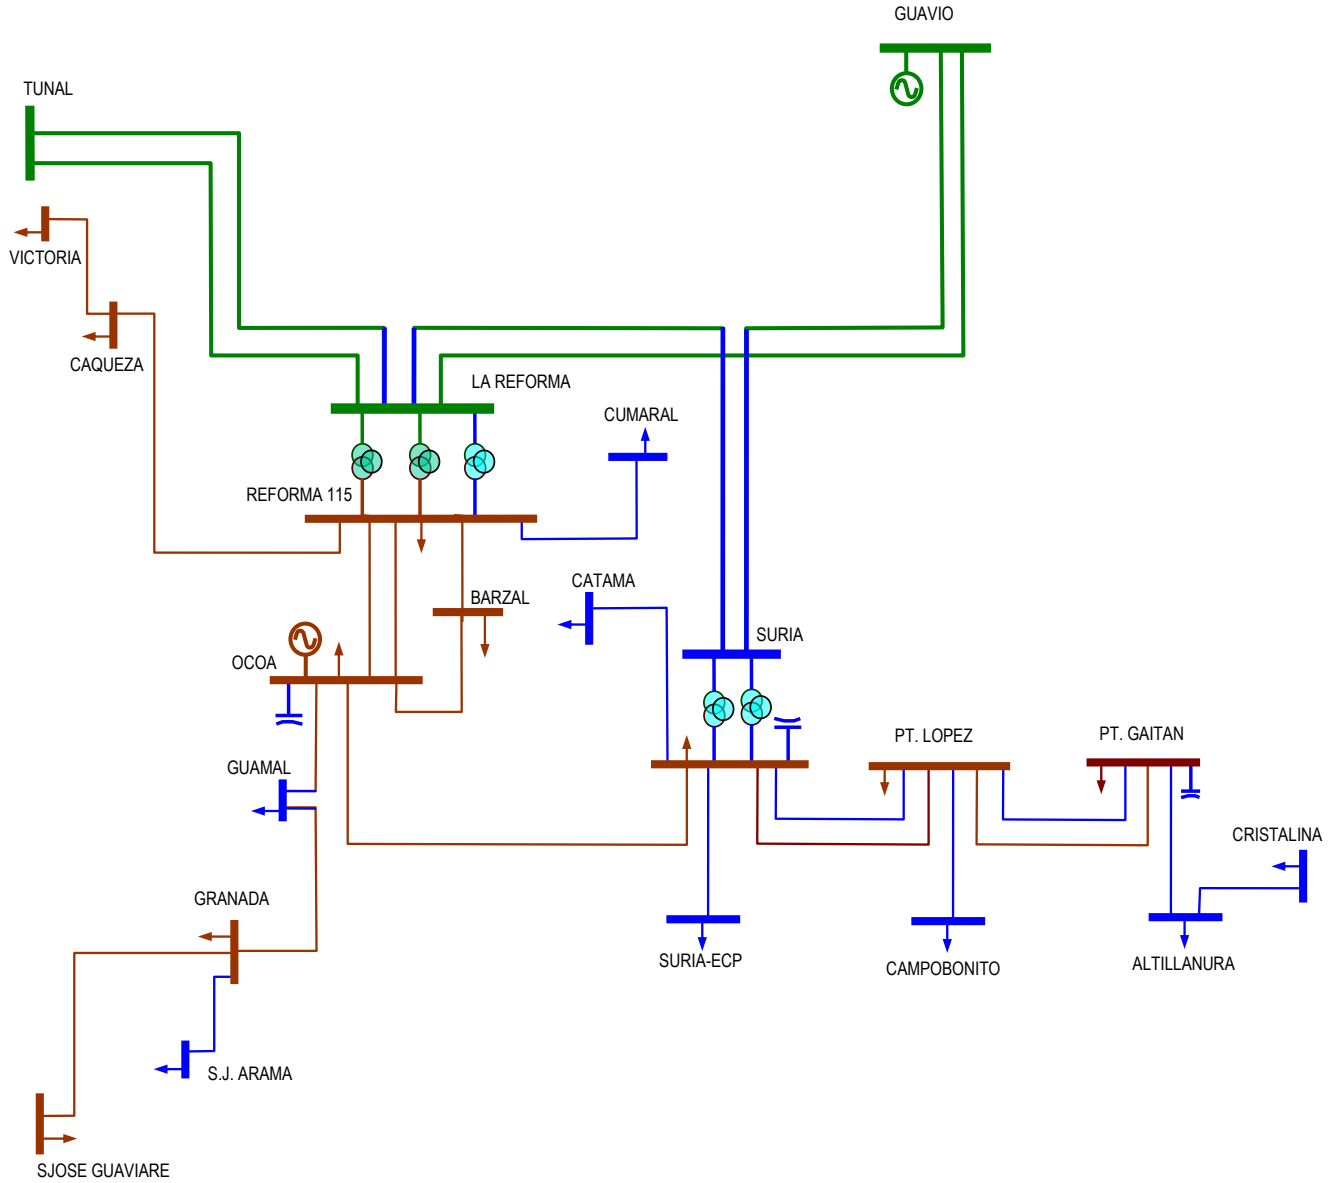 GUAVIO
TUNAL
VICTORIA
CAQUEZA
LA REFORMA
CUMARAL
REFORMA 115
CATAMA
BARZAL
SURIA
OCOA
PT. LOPEZ
PT. GAITAN
GUAMAL
CRISTALINA
GRANADA
SURIA-ECP
CAMPOBONITO
ALTILLANURA
S.J. ARAMA
SJOSE GUAVIARE